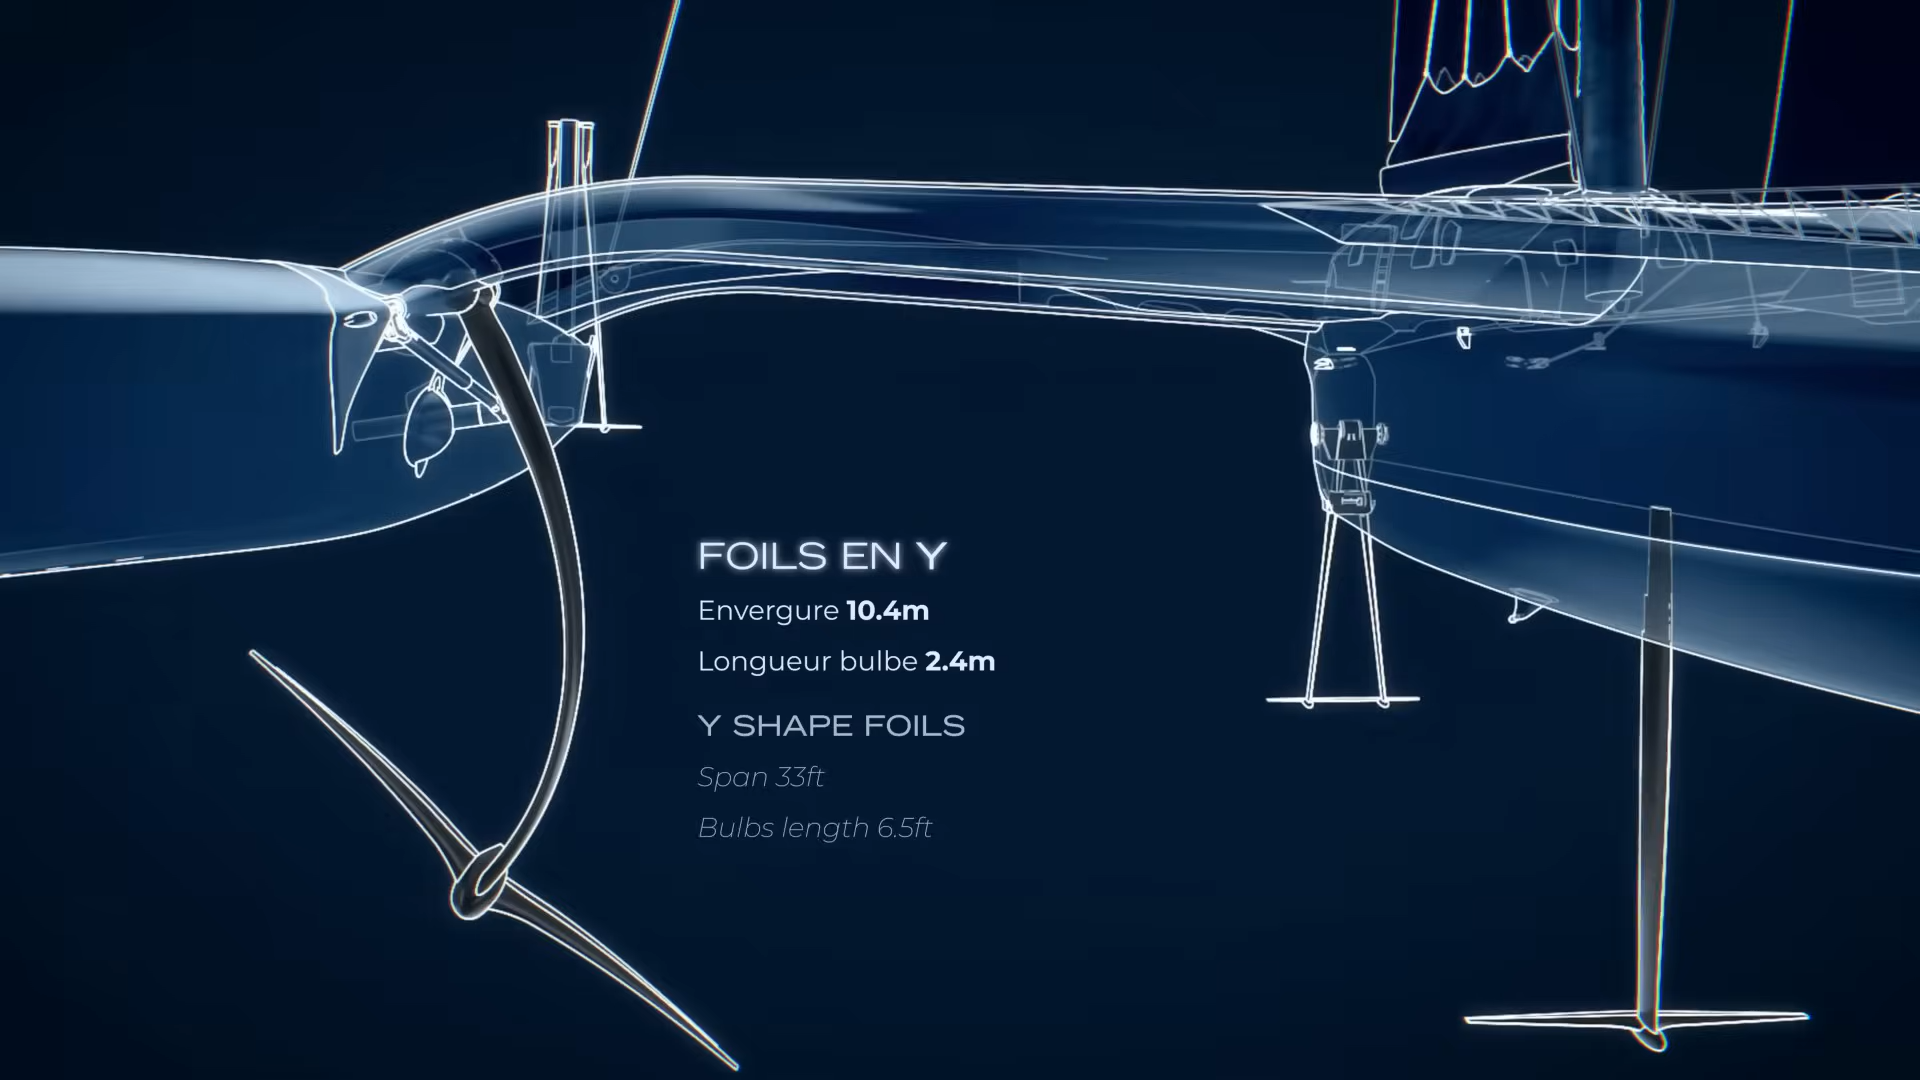 FOILS EN Y
Envergure 10.4m
Longueur bulbe 2.4m
Y SHAPE FOILS
Span 33ft
Bulbs length 6.5ft